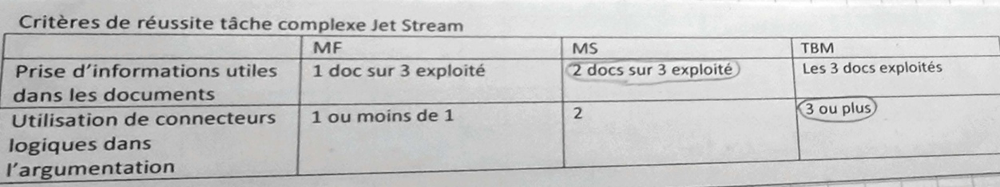 Critères de réussite tâche complexe Jet Stream
MF MS TBM
Prise d'informations utiles 1 doc sur 3 exploité 2 docs sur 3 exploité Les 3 docs exploités
dans les documents
Utilisation de connecteurs 1 ou moins de 1 2 3 ou plus
logiques dans
l'argumentation